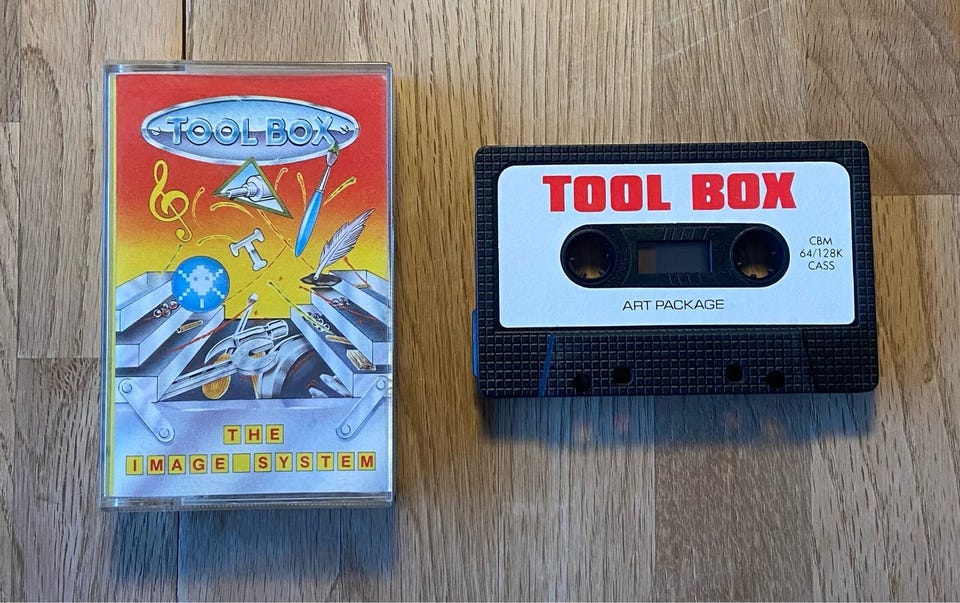 TOOL BOX
T
THE
IMAGE SYSTEM
TOOL BOX
CBM
64/128K
CASS
ART PACKAGE